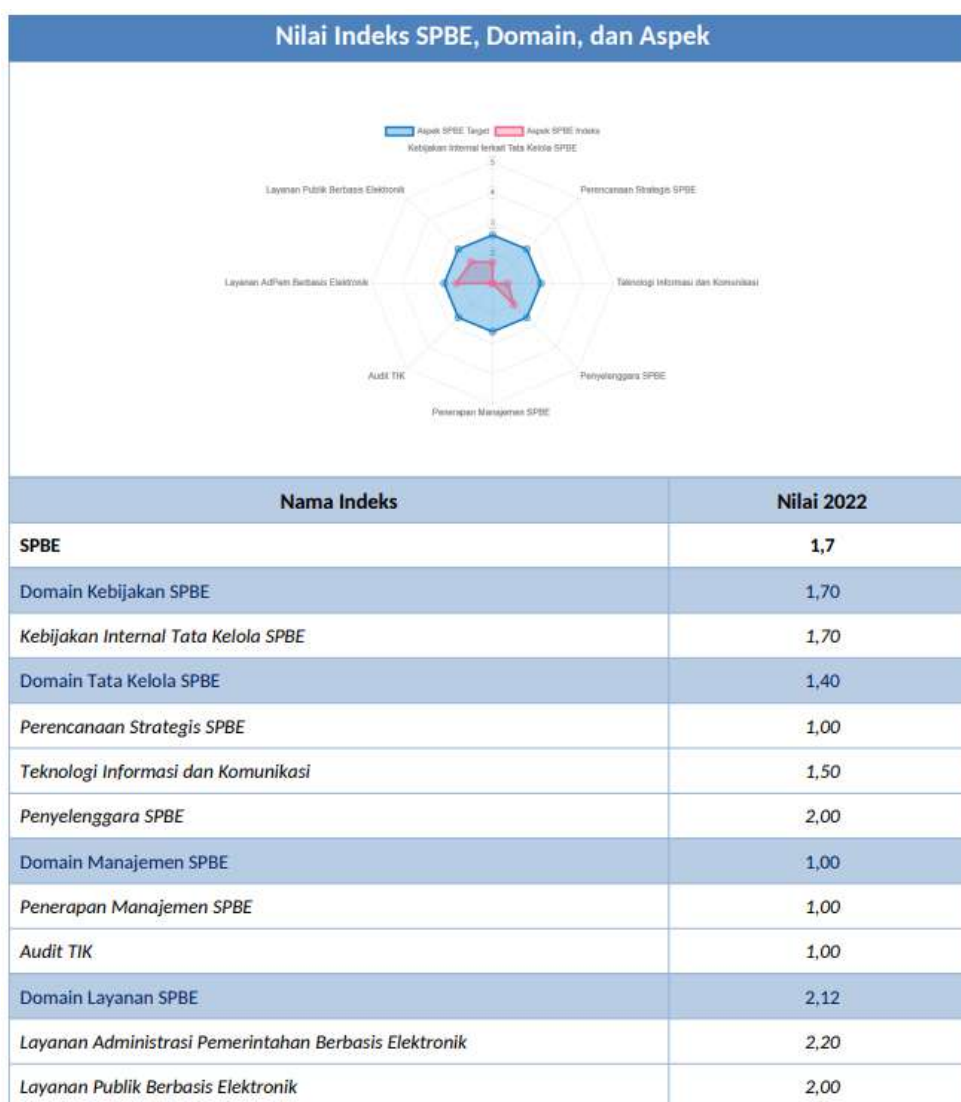 Nilai Indeks SPBE, Domain, dan Aspek
Aspek SPBE Target Aspek SPBE Indeks
Kebijakan Internal terkait Tata Kelola SPBE
5
Layanan Publik Berbasis Elektronik Perencanaan Strategis SPBE
4
3
2
Layanan AdPem Berbasis Elektronik Teknologi Informasi dan Komunikasi
Audit TIK Penyelenggara SPBE
Penerapan Manajemen SPBE
Nama Indeks Nilai 2022
SPBE 1,7
Domain Kebijakan SPBE 1,70
Kebijakan Internal Tata Kelola SPBE 1,70
Domain Tata Kelola SPBE 1,40
Perencanaan Strategis SPBE 1,00
Teknologi Informasi dan Komunikasi 1,50
Penyelenggara SPBE 2,00
Domain Manajemen SPBE 1,00
Penerapan Manajemen SPBE 1,00
Audit TIK 1,00
Domain Layanan SPBE 2,12
Layanan Administrasi Pemerintahan Berbasis Elektronik 2,20
Layanan Publik Berbasis Elektronik 2,00